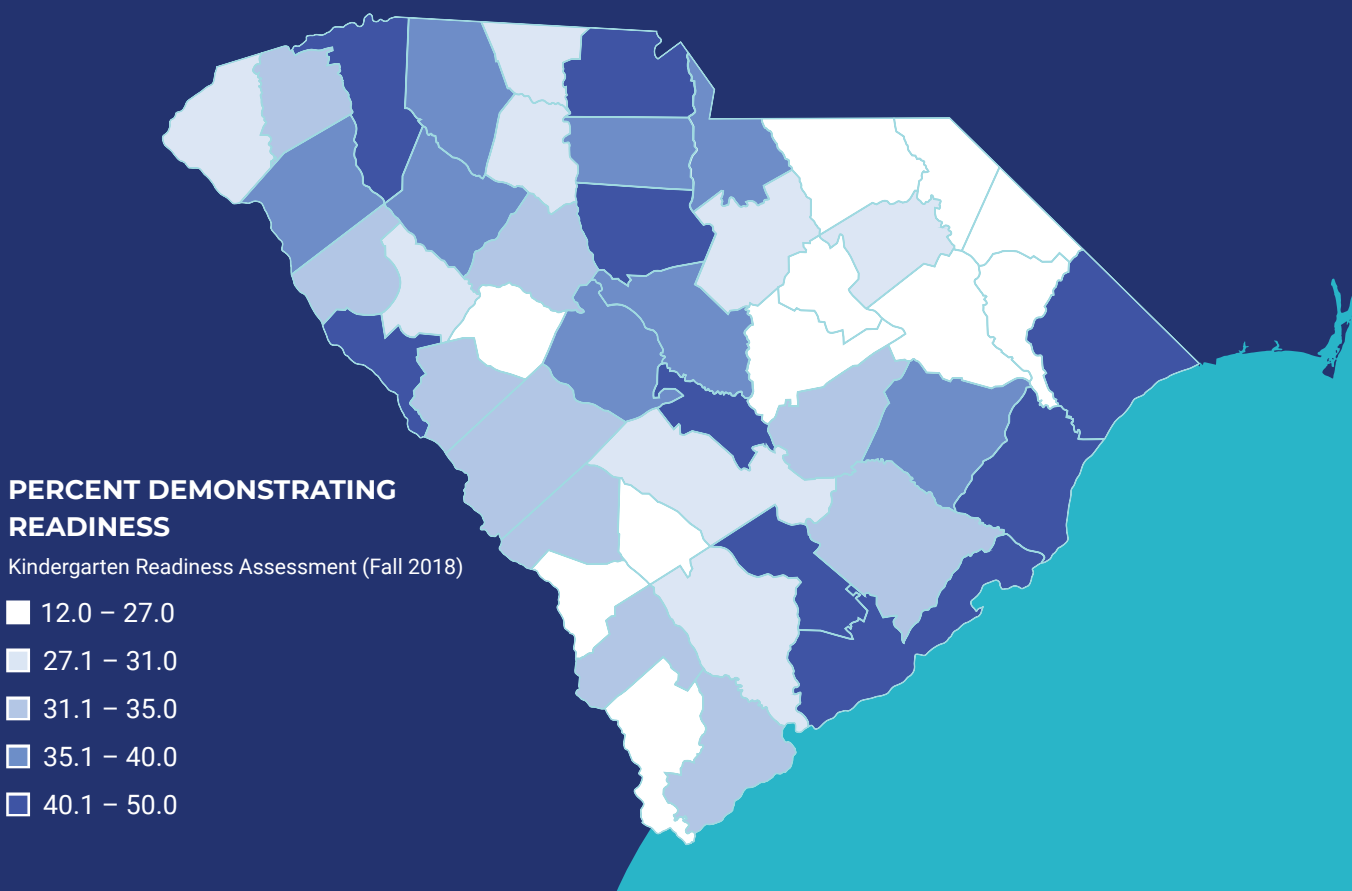 PERCENT DEMONSTRATING
READINESS
Kindergarten Readiness Assessment (Fall 2018)
12.0 – 27.0
27.1 – 31.0
31.1 – 35.0
35.1 – 40.0
40.1 – 50.0